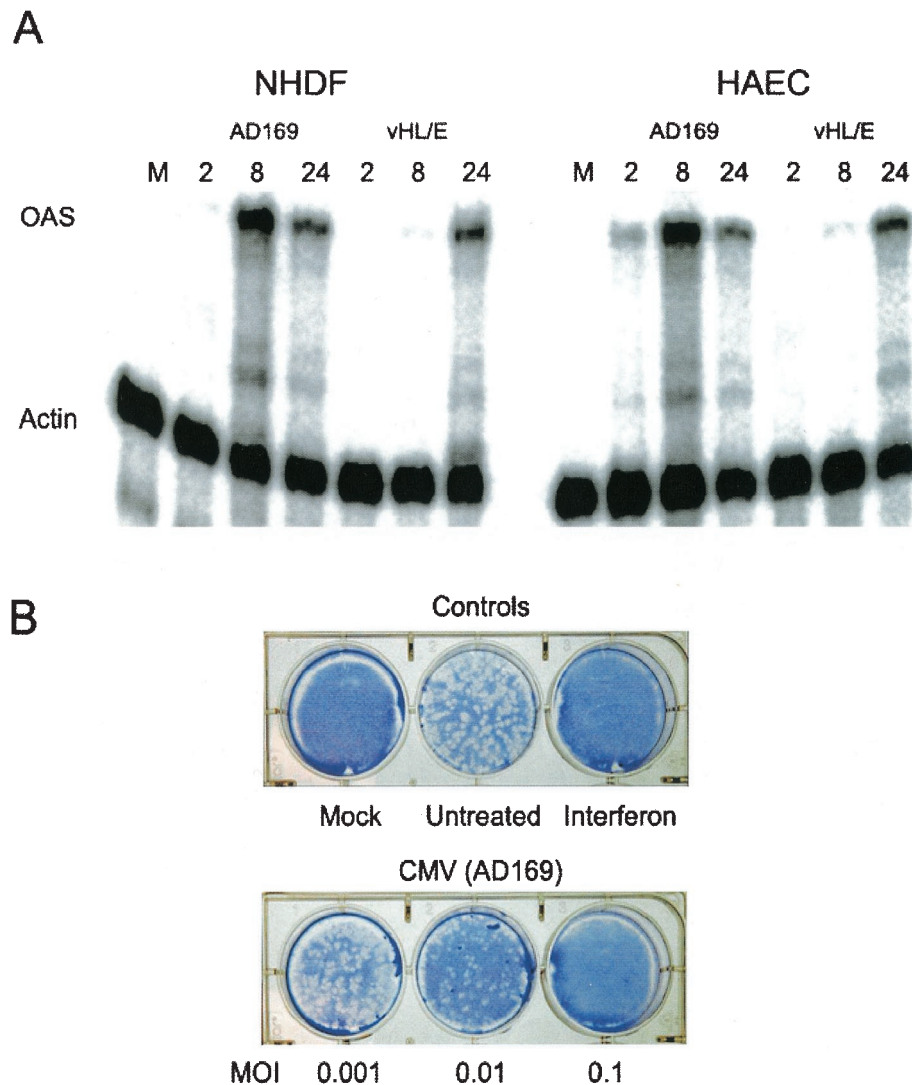 A
NHDF HAEC
AD169 vHL/E AD169 vHL/E
M 2 8 24 2 8 24 M 2 8 24 2 8 24
OAS
Actin
B
Controls
Mock Untreated Interferon
CMV (AD169)
MOI 0.001 0.01 0.1